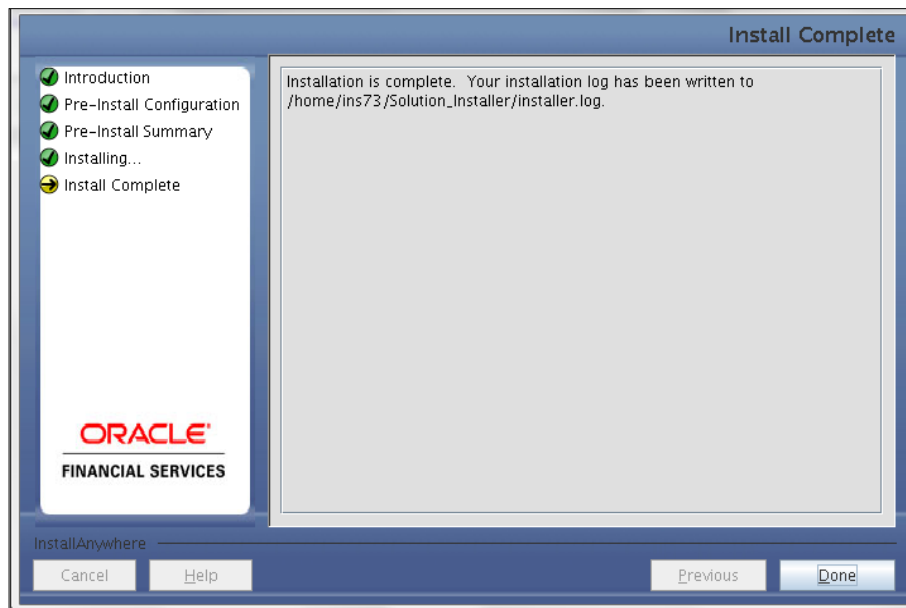 Install Complete
Introduction
Pre-Install Configuration
Pre-Install Summary
Installing...
Install Complete
Installation is complete. Your installation log has been written to
/home/ins73/Solution_Installer/installer.log.
ORACLE
FINANCIAL SERVICES
InstallAnywhere
Cancel
Help
Previous
Done